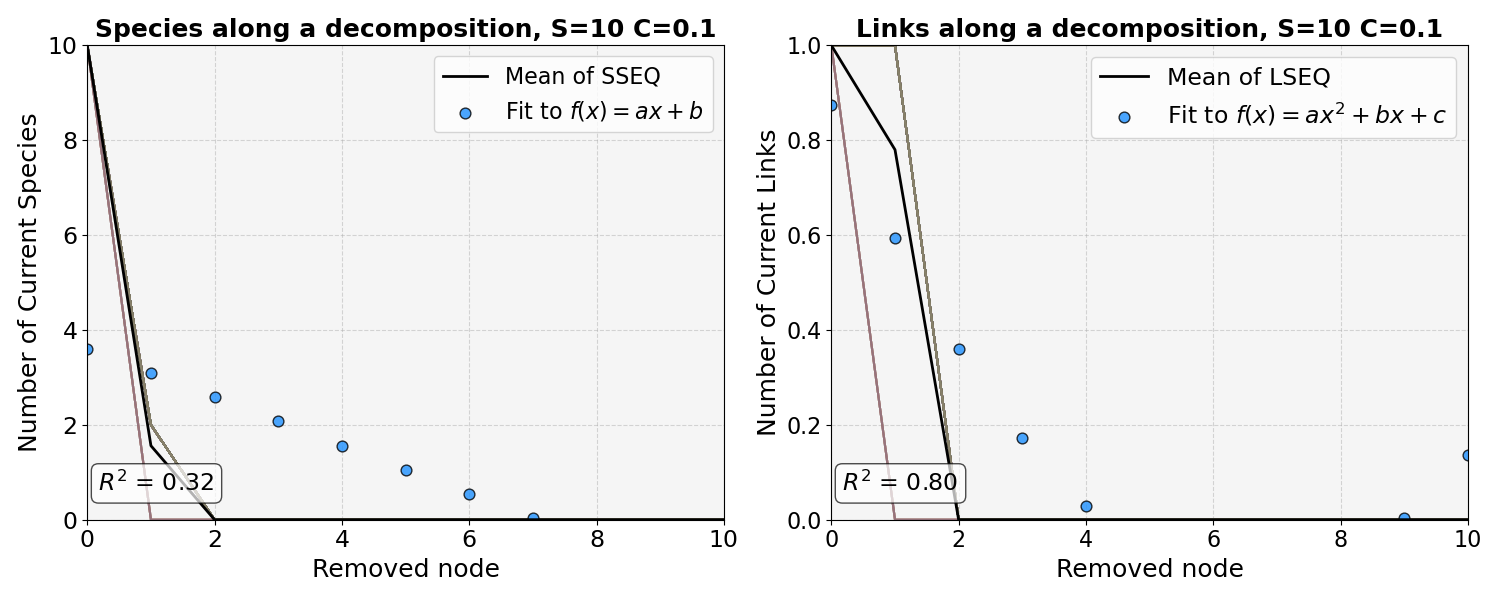 Species along a decomposition, S=10 C=0.1
Number of Current Species
10
8
6
4
2
0
Mean of SSEQ
Fit to f(x) = ax + b
R² = 0.32
0 2 4 6 8 10
Removed node
Links along a decomposition, S=10 C=0.1
Number of Current Links
1.0
0.8
0.6
0.4
0.2
0.0
Mean of LSEQ
Fit to f(x) = ax² + bx + c
R² = 0.80
0 2 4 6 8 10
Removed node